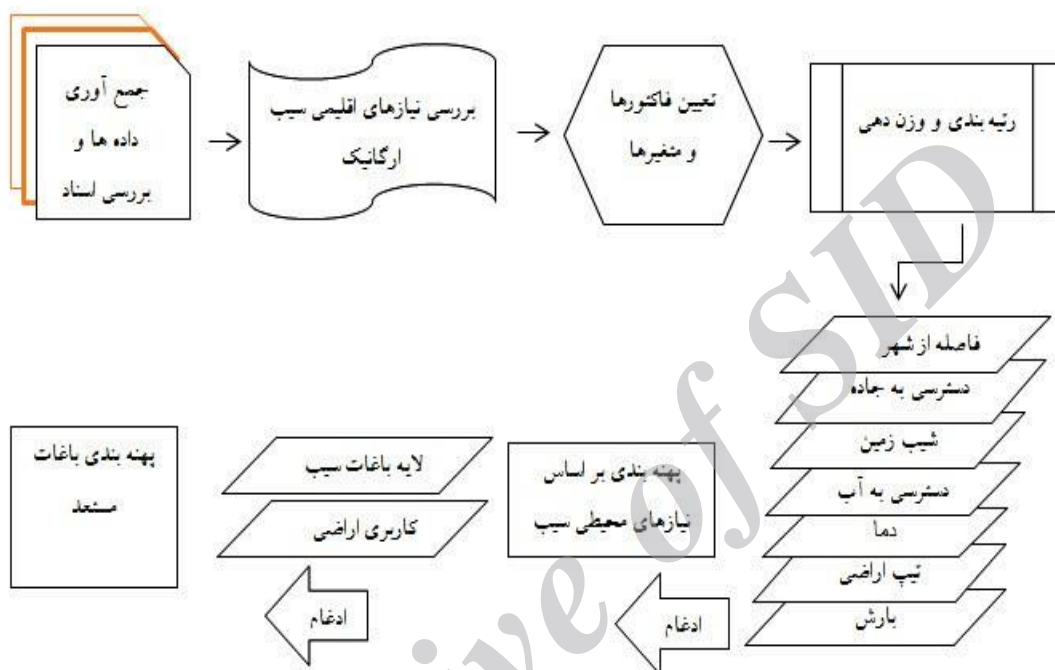 جمع آوری
داده ها و
بررسی اسناد
بررسی نیازهای اقلیمی سیب
ارگانیک
تعیین فاکتورها
و متغیرها
رتبه بندی و وزن دهی
فاصله از شهر
دسترسی به جاده
شیب زمین
دسترسی به آب
دما
تیپ اراضی
بارش
ادغام
پهنه بندی بر اساس
نیازهای محیطی سیب
لایه باغات سیب
کاربری اراضی
ادغام
پهنه بندی باغات
مستعد
ive of SID